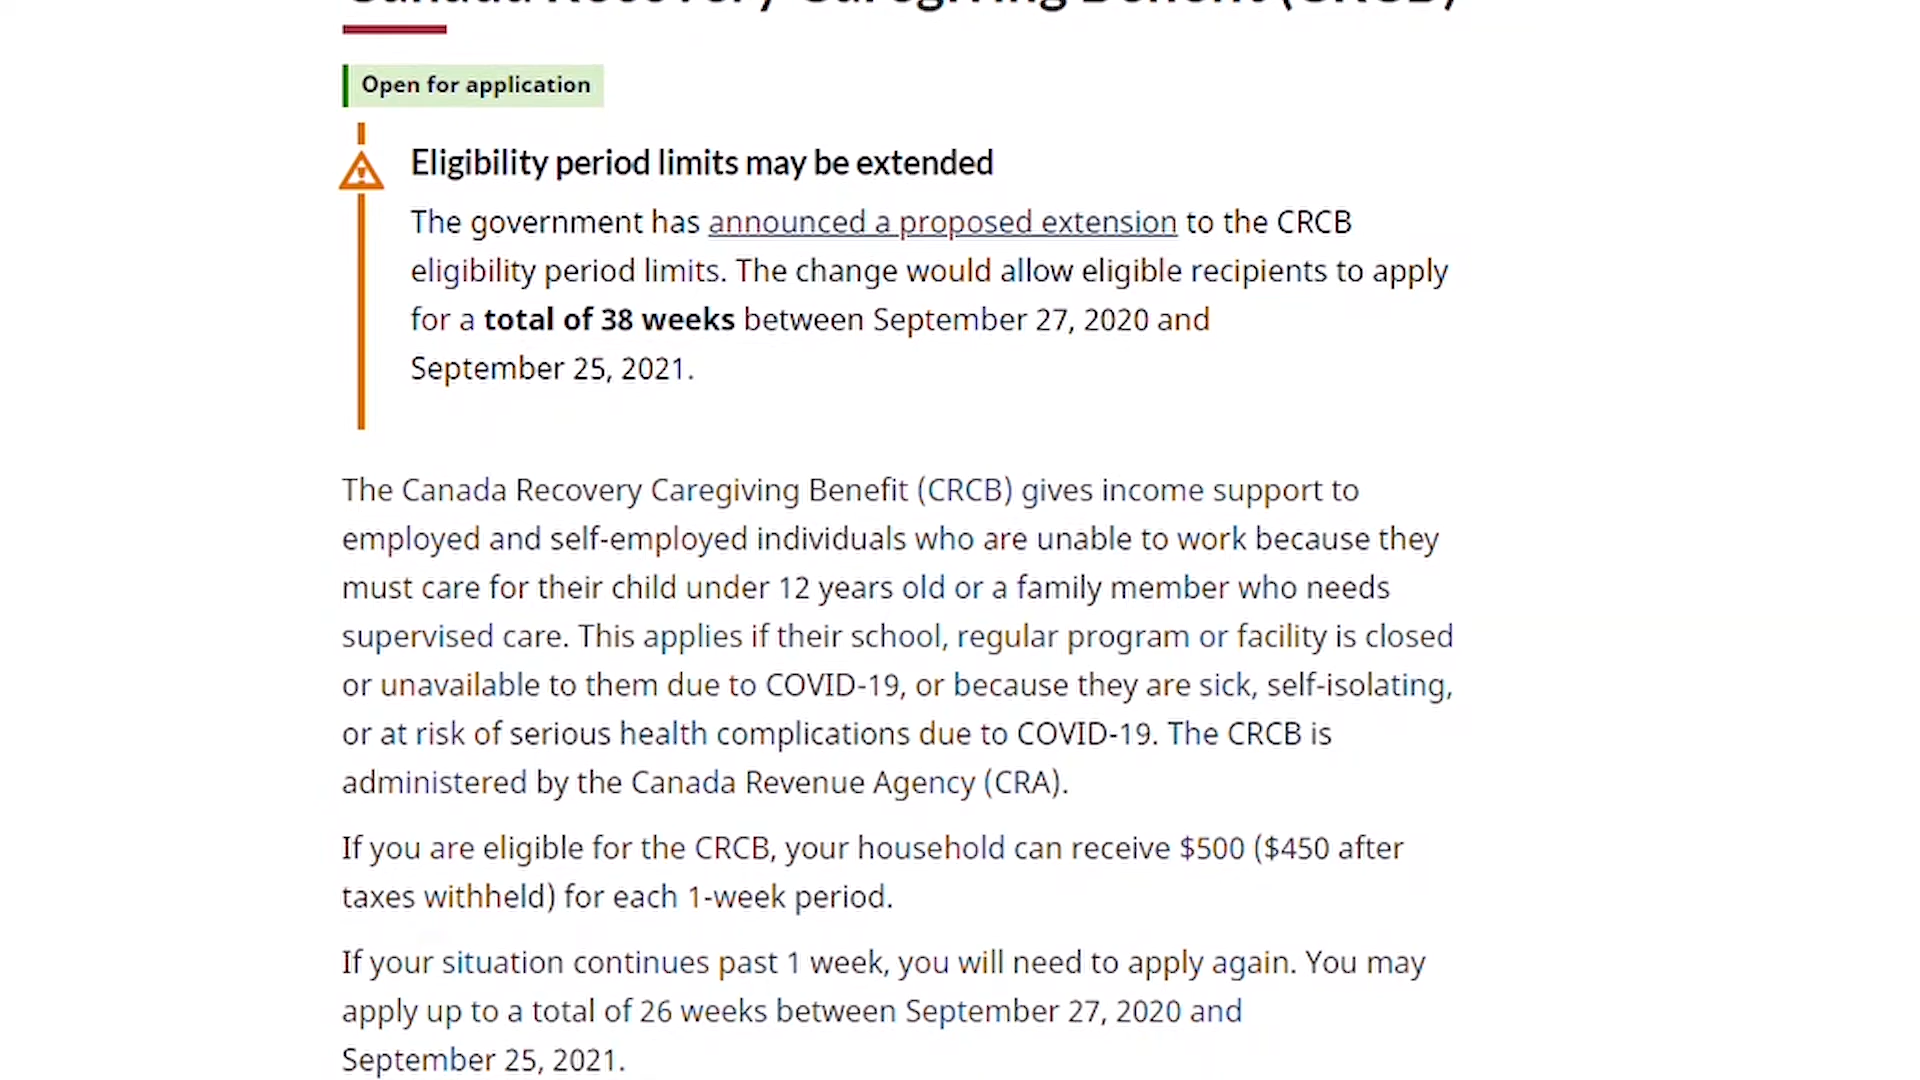 Canada Recovery Caregiving Benefit (CRCB)
Open for application
Eligibility period limits may be extended
The government has announced a proposed extension to the CRCB
eligibility period limits. The change would allow eligible recipients to apply
for a total of 38 weeks between September 27, 2020 and
September 25, 2021.
The Canada Recovery Caregiving Benefit (CRCB) gives income support to
employed and self-employed individuals who are unable to work because they
must care for their child under 12 years old or a family member who needs
supervised care. This applies if their school, regular program or facility is closed
or unavailable to them due to COVID-19, or because they are sick, self-isolating,
or at risk of serious health complications due to COVID-19. The CRCB is
administered by the Canada Revenue Agency (CRA).
If you are eligible for the CRCB, your household can receive $500 ($450 after
taxes withheld) for each 1-week period.
If your situation continues past 1 week, you will need to apply again. You may
apply up to a total of 26 weeks between September 27, 2020 and
September 25, 2021.